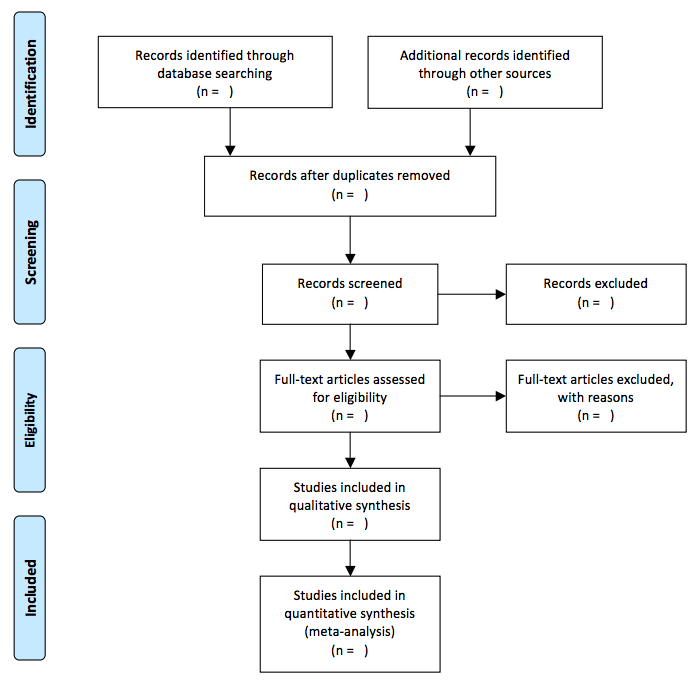 Identification
Records identified through
database searching
(n =   )
Additional records identified
through other sources
(n =   )
Records after duplicates removed
(n =   )
Screening
Records screened
(n =   )
Records excluded
(n =   )
Eligibility
Full-text articles assessed
for eligibility
(n =   )
Full-text articles excluded,
with reasons
(n =   )
Studies included in
qualitative synthesis
(n =   )
Included
Studies included in
quantitative synthesis
(meta-analysis)
(n =   )